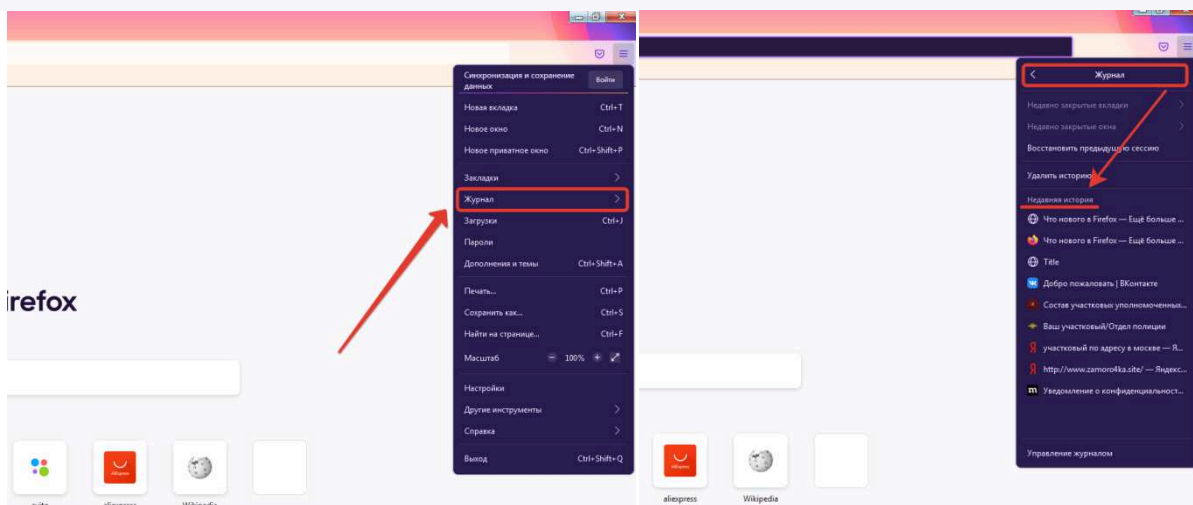 Синхронизация и сохранение
данных
Войти
Новая вкладка Ctrl+T
Новое окно Ctrl+N
Новое приватное окно Ctrl+Shift+P
Закладки
Журнал
Загрузки Ctrl+J
Пароли
Дополнения и темы Ctrl+Shift+A
Печать... Ctrl+P
Сохранить как... Ctrl+S
Найти на странице... Ctrl+F
Масштаб 100%
Настройки
Другие инструменты
Справка
Выход Ctrl+Shift+Q
irefox
aliexpress
Wikipedia
Журнал
Недавно закрытые вкладки
Недавно закрытые окна
Восстановить предыдущую сессию
Удалить историю
Недавняя история
Что нового в Firefox — Ещё больше ...
Что нового в Firefox — Ещё больше ...
Title
Добро пожаловать | ВКонтакте
Состав участковых уполномоченных...
Ваш участковый/Отдел полиции
участковый по адресу в москве — Я...
http://www.zamoro4ka.site/ — Яндекс...
Уведомление о конфиденциальност...
Управление журналом
aliexpress
Wikipedia